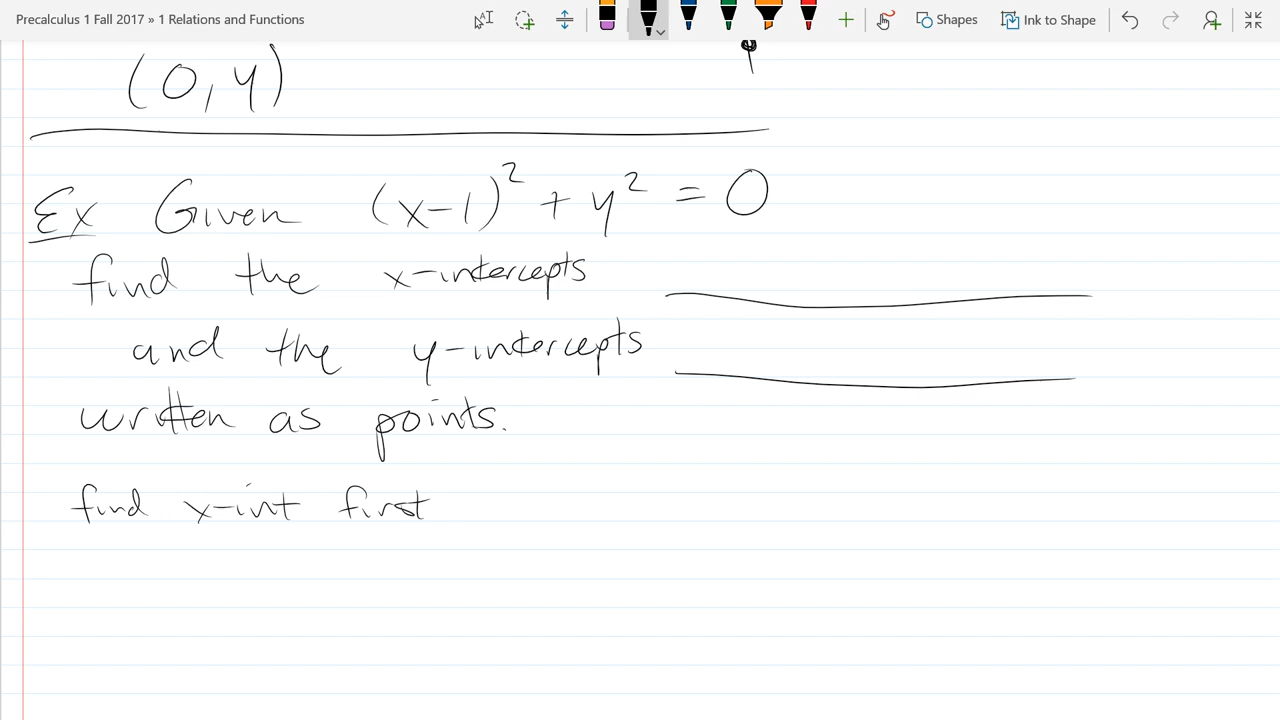 Precalculus 1 Fall 2017 » 1 Relations and Functions
Shapes
Ink to Shape
(0,4)
Ex Given (x-1)² + y² = 0
find the x-intercepts
and the y-intercepts
written as points.
find x-int first